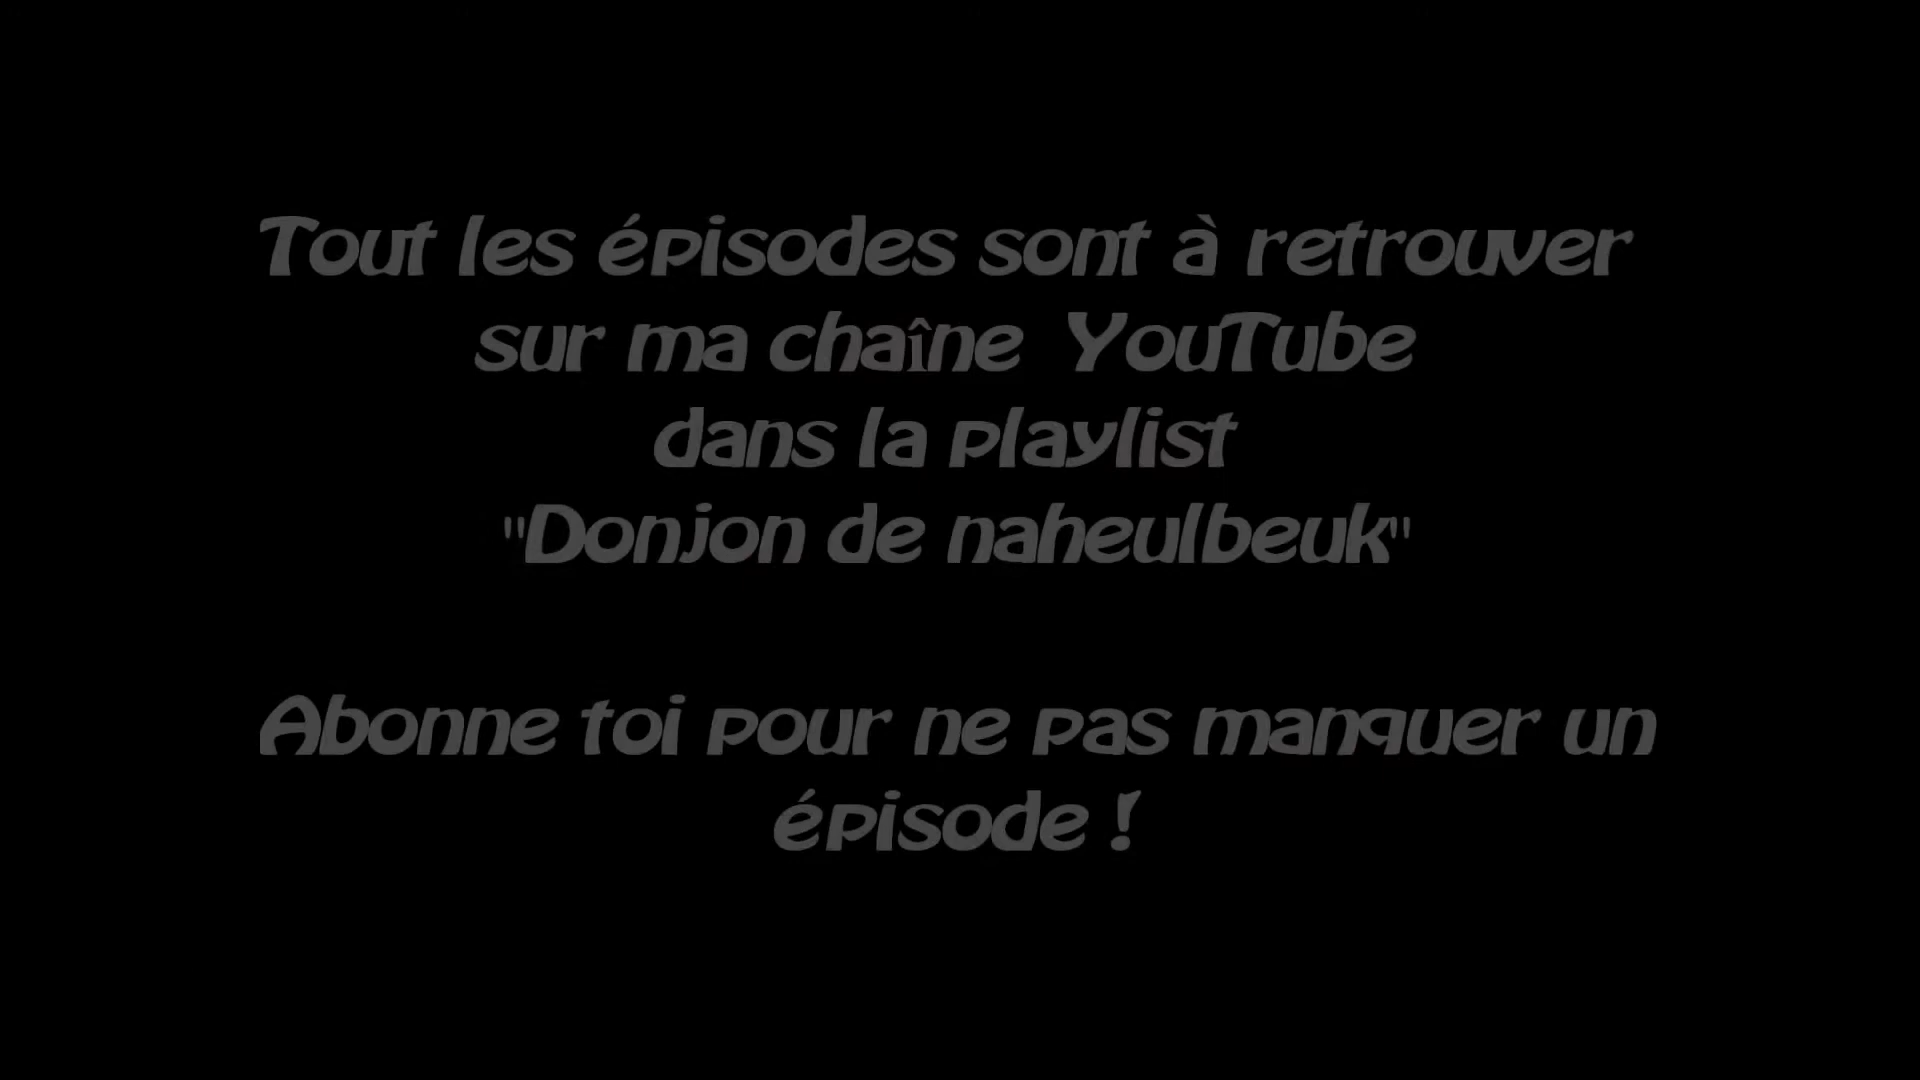 Tout les épisodes sont à retrouver
sur ma chaîne YouTube
dans la playlist
"Donjon de naheulbeuk"
Abonne toi pour ne pas manquer un
épisode !